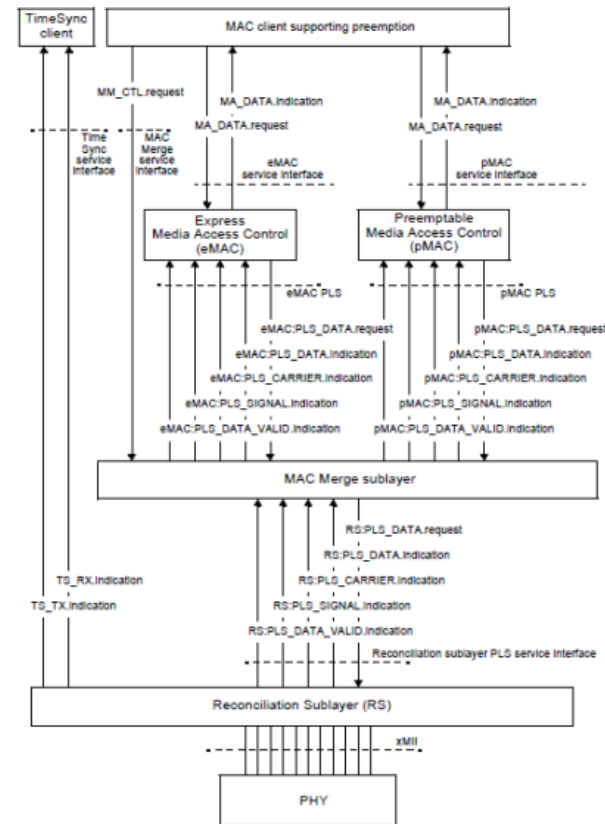 TimeSync
client
MAC client supporting preemption
MM_CTL.request
MA_DATA.indication
MA_DATA.request
MA_DATA.indication
MA_DATA.request
Time
Sync
service
interface
MAC
Merge
service
interface
eMAC
service interface
pMAC
service interface
Express
Media Access Control
(eMAC)
Preemptable
Media Access Control
(pMAC)
eMAC PLS
pMAC PLS
eMAC:PLS_DATA.request
pMAC:PLS_DATA.request
eMAC:PLS_DATA.indication
pMAC:PLS_DATA.indication
eMAC:PLS_CARRIER.indication
pMAC:PLS_CARRIER.indication
eMAC:PLS_SIGNAL.indication
pMAC:PLS_SIGNAL.indication
eMAC:PLS_DATA_VALID.indication
pMAC:PLS_DATA_VALID.indication
MAC Merge sublayer
RS:PLS_DATA.request
RS:PLS_DATA.indication
TS_RX.indication
RS:PLS_CARRIER.indication
TS_TX.indication
RS:PLS_SIGNAL.indication
RS:PLS_DATA_VALID.indication
Reconciliation sublayer PLS service interface
Reconciliation Sublayer (RS)
xMII
PHY